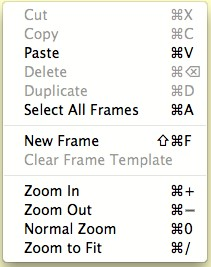 Cut ⌘X
Copy ⌘C
Paste ⌘V
Delete ⌘⌫
Duplicate ⌘D
Select All Frames ⌘A
New Frame ⇧⌘F
Clear Frame Template
Zoom In ⌘+
Zoom Out ⌘−
Normal Zoom ⌘0
Zoom to Fit ⌘/